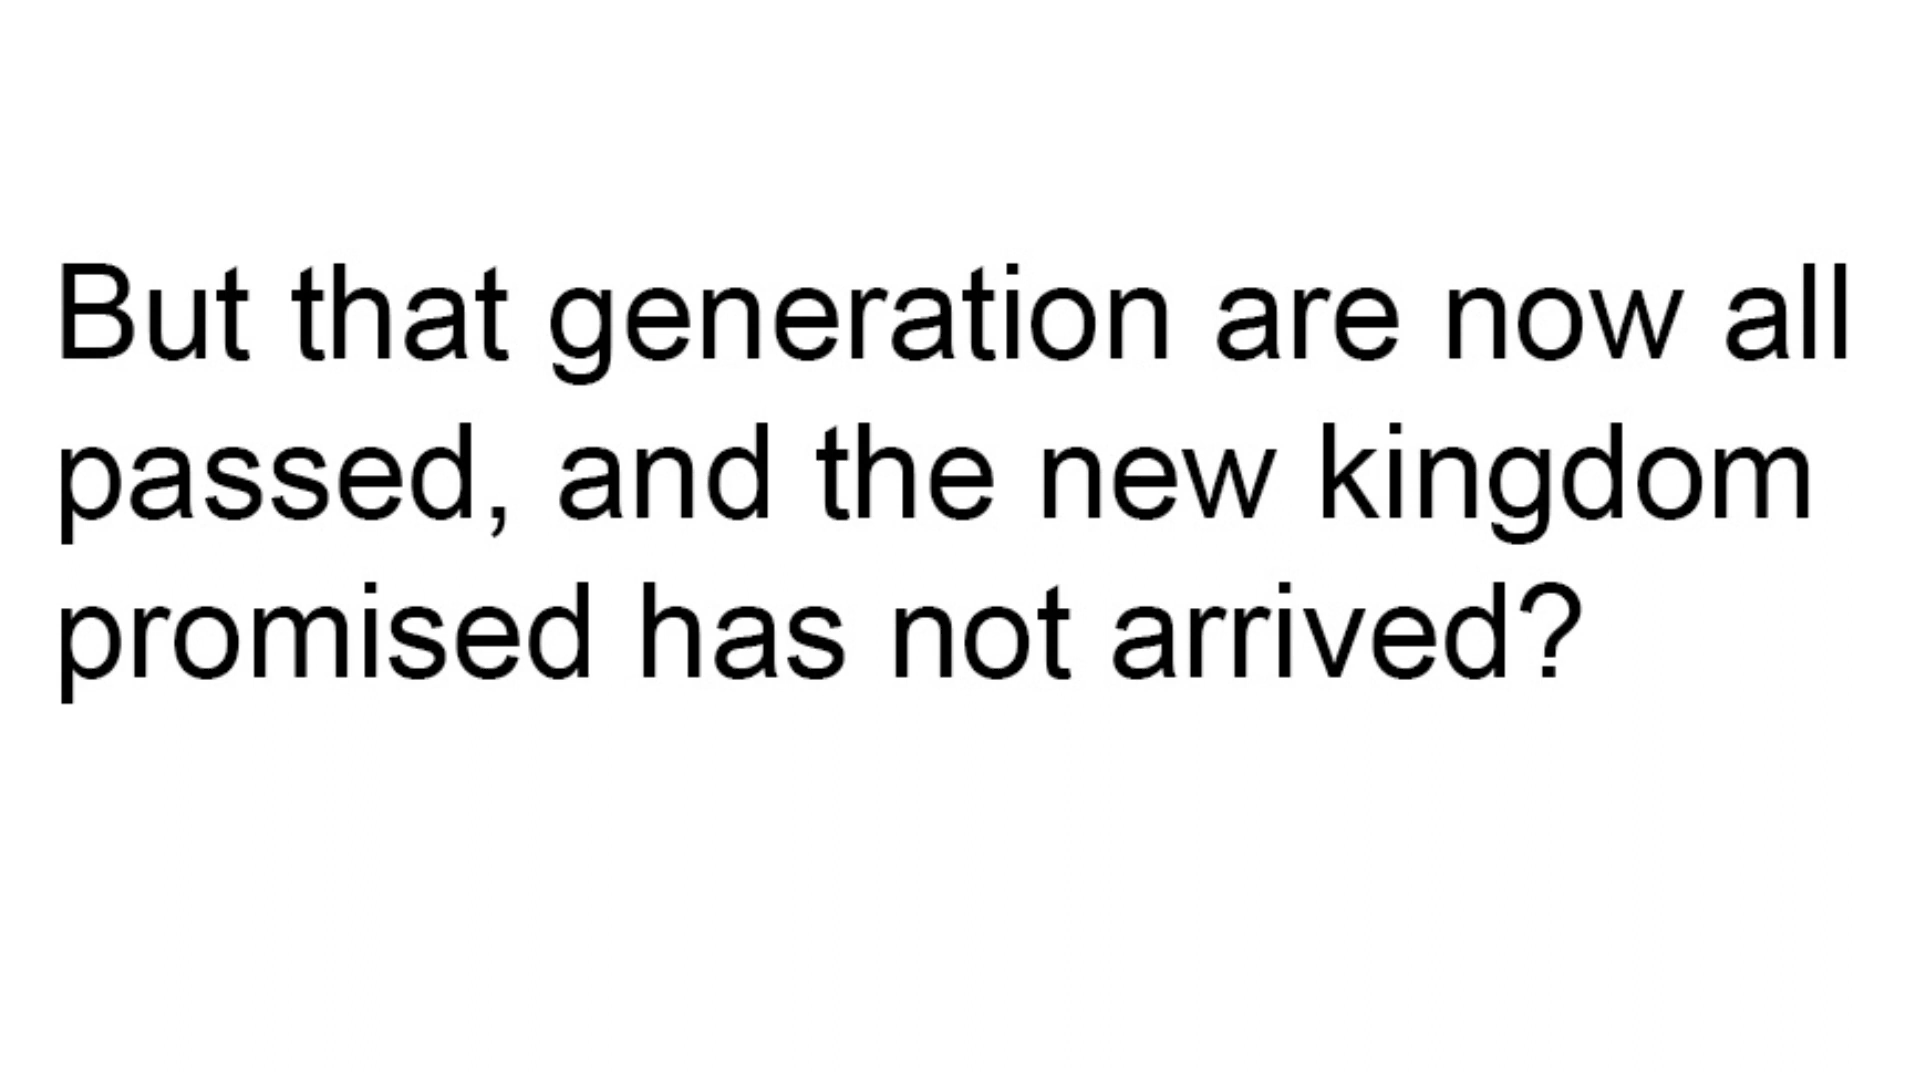 But that generation are now all
passed, and the new kingdom
promised has not arrived?